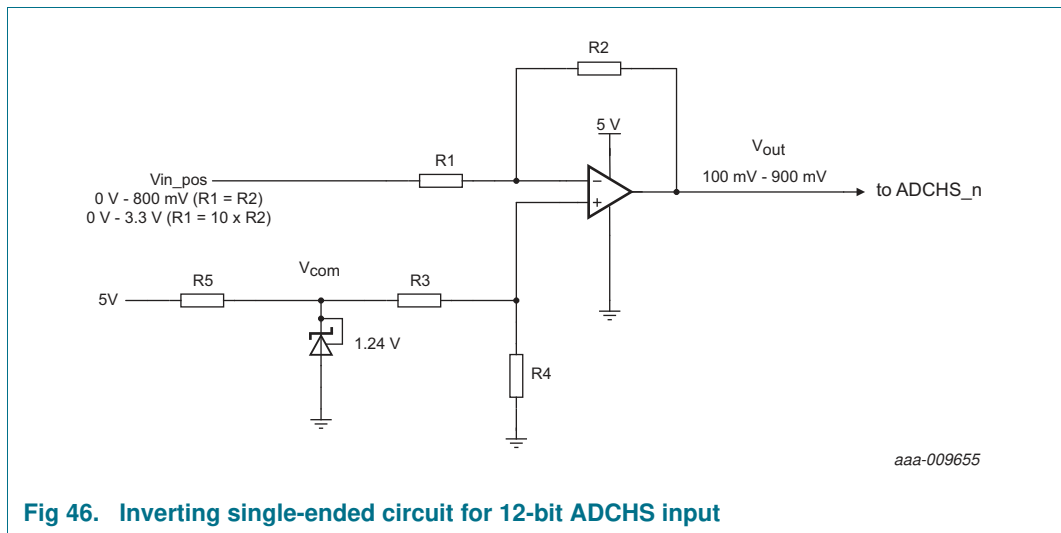 R2
5 V
Vout
R1
100 mV - 900 mV
Vin_pos
to ADCHS_n
0 V - 800 mV (R1 = R2)
0 V - 3.3 V (R1 = 10 x R2)
Vcom
R5
R3
5V
1.24 V
R4
aaa-009655
Fig 46. Inverting single-ended circuit for 12-bit ADCHS input